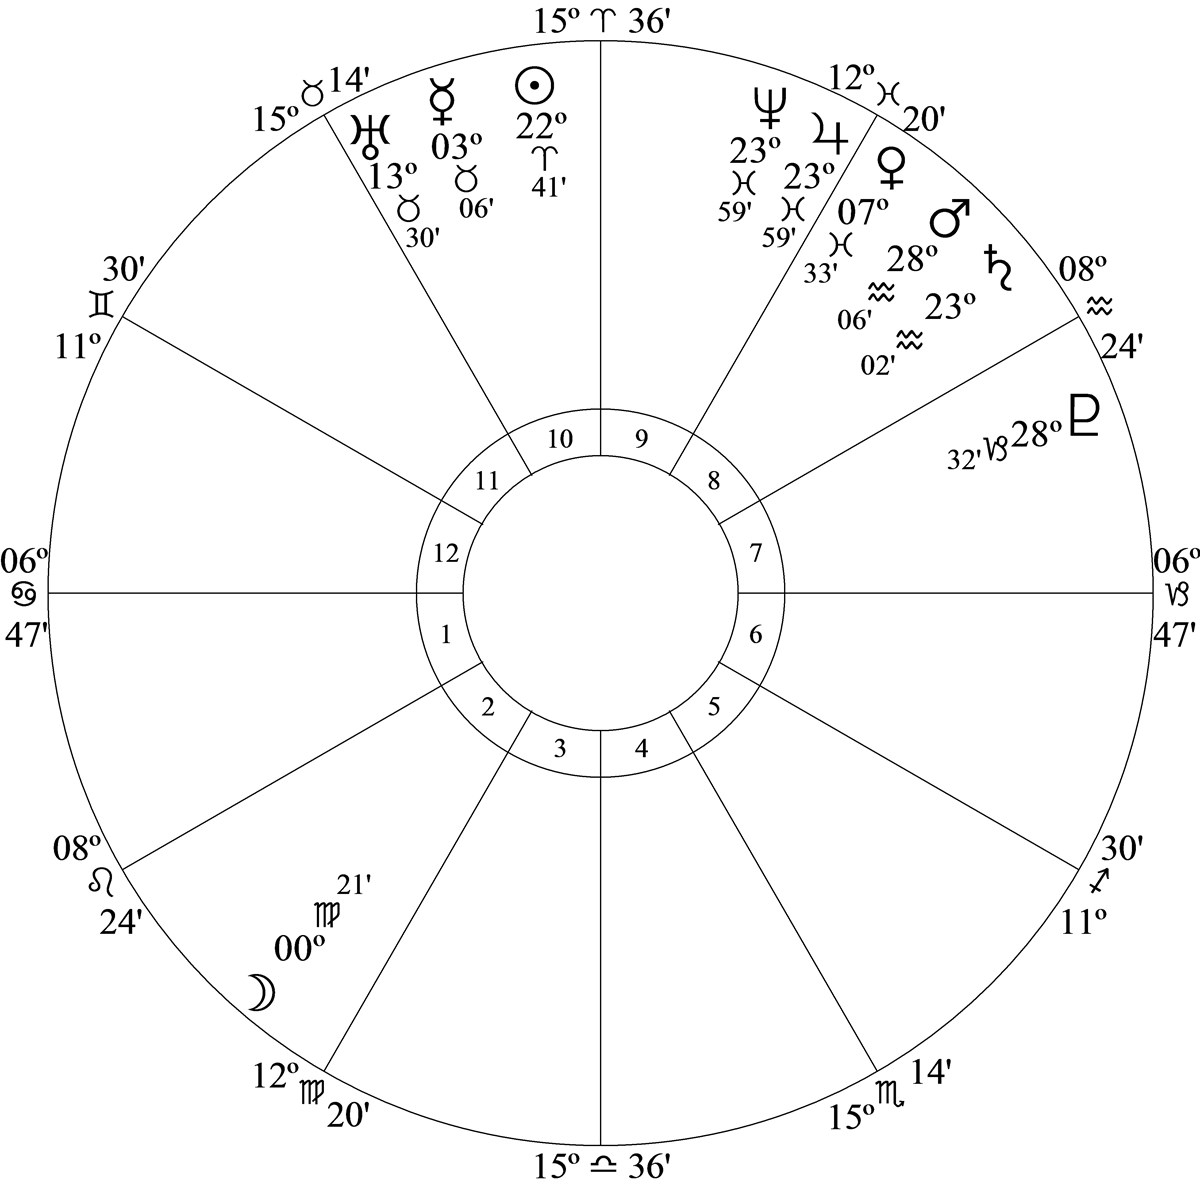 15º ♈ 36'
12º ♓ 20'
15º ♉ 14'
☉
22º
♈
41'
☿
03º
♉
06'
♅
13º
♉
30'
♆
23º
♓
59'
♃
23º
♓
59'
♀
07º
♓
33'
♂
28º
♒
06'
♄
23º
♒
02'
30'
♊
11º
08º
♒
24'
♇
28º
♑
32'
10
9
11
8
12
7
06º
♋
47'
06º
♑
47'
1
6
2
5
3
4
08º
♌
24'
30'
♐
11º
21'
♍
00º
☽
12º ♍ 20'
15º ♏ 14'
15º ♎ 36'